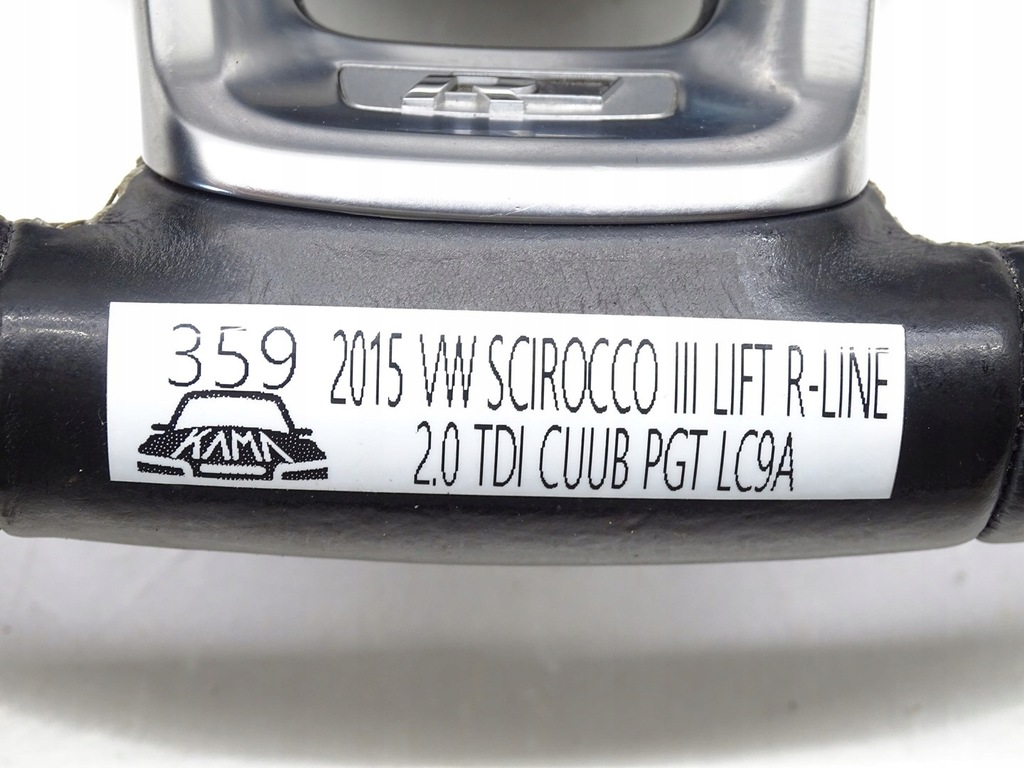 R
359
KAMA
2015 VW SCIROCCO III LIFT R-LINE
2.0 TDI CUUB PGT LC9A